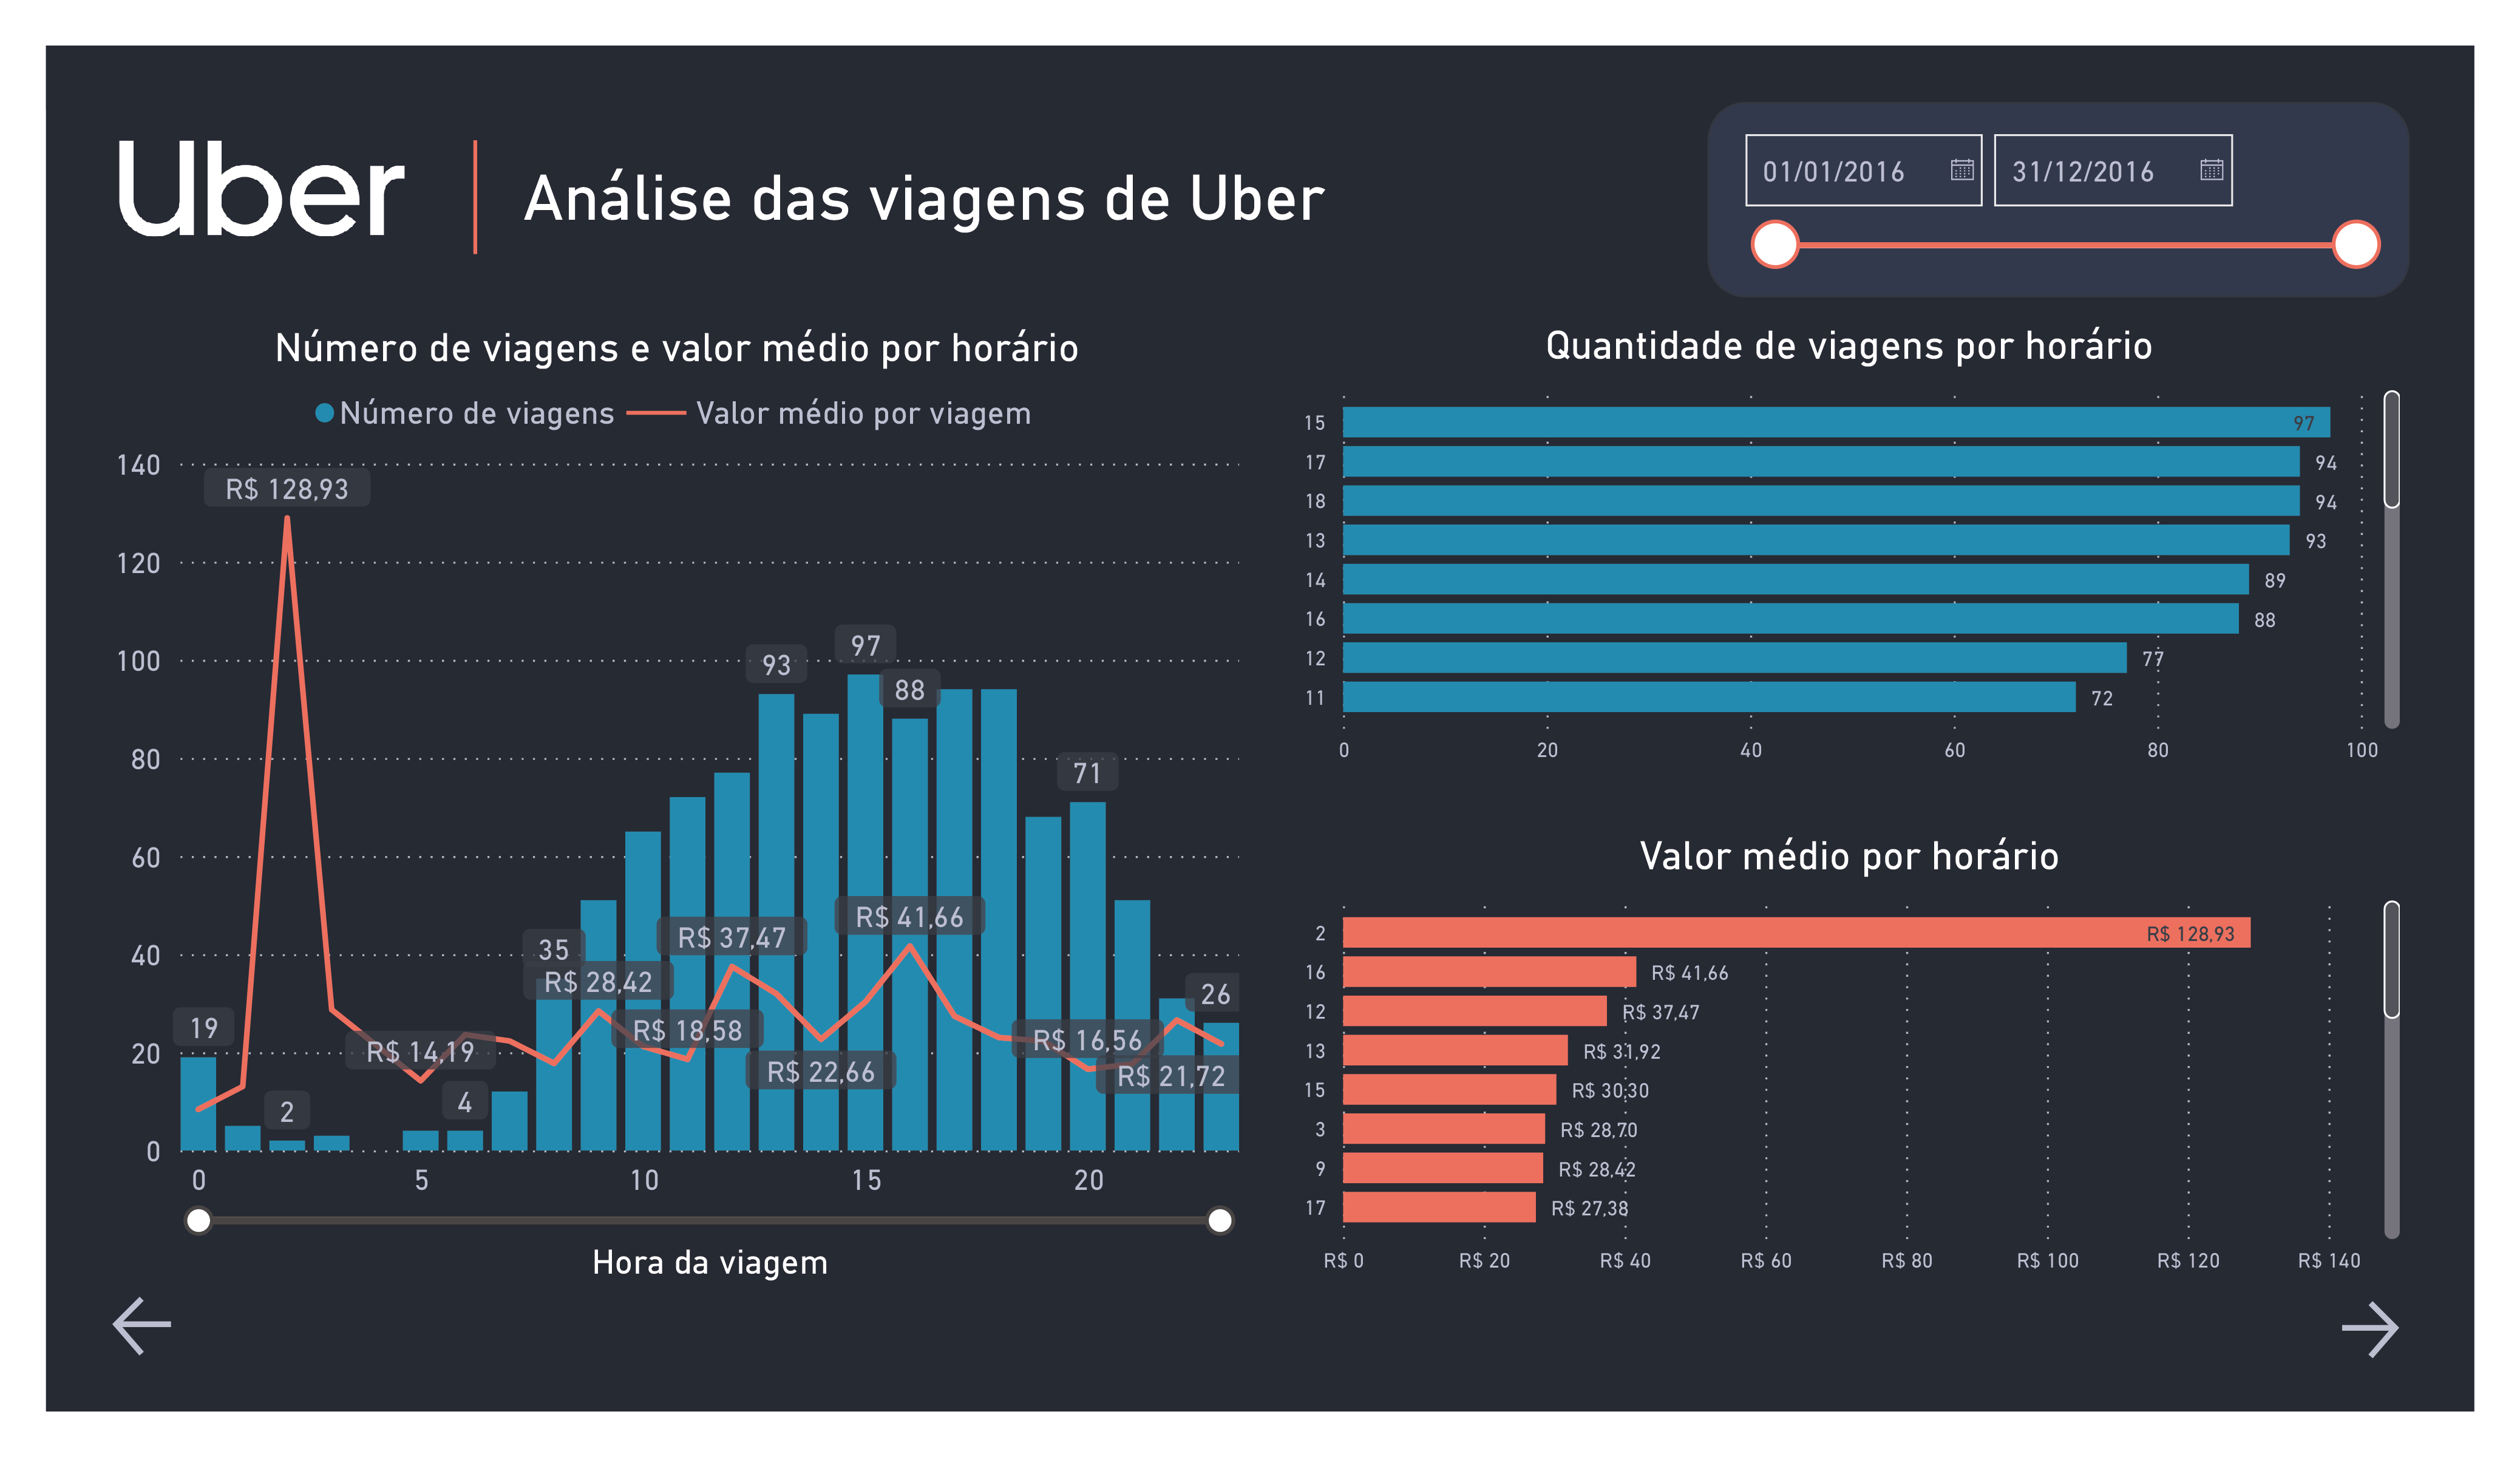 Uber
Análise das viagens de Uber
01/01/2016
31/12/2016
Número de viagens e valor médio por horário
Número de viagens
Valor médio por viagem
140
120
100
80
60
40
20
0
R$ 128,93
19
2
R$ 14,19
4
35
R$ 28,42
R$ 18,58
R$ 37,47
93
R$ 22,66
97
88
R$ 41,66
71
R$ 16,56
R$ 21,72
26
0
5
10
15
20
Hora da viagem
Quantidade de viagens por horário
15 97
17 94
18 94
13 93
14 89
16 88
12 77
11 72
0 20 40 60 80 100
Valor médio por horário
2 R$ 128,93
16 R$ 41,66
12 R$ 37,47
13 R$ 31,92
15 R$ 30,30
3 R$ 28,70
9 R$ 28,42
17 R$ 27,38
R$ 0 R$ 20 R$ 40 R$ 60 R$ 80 R$ 100 R$ 120 R$ 140